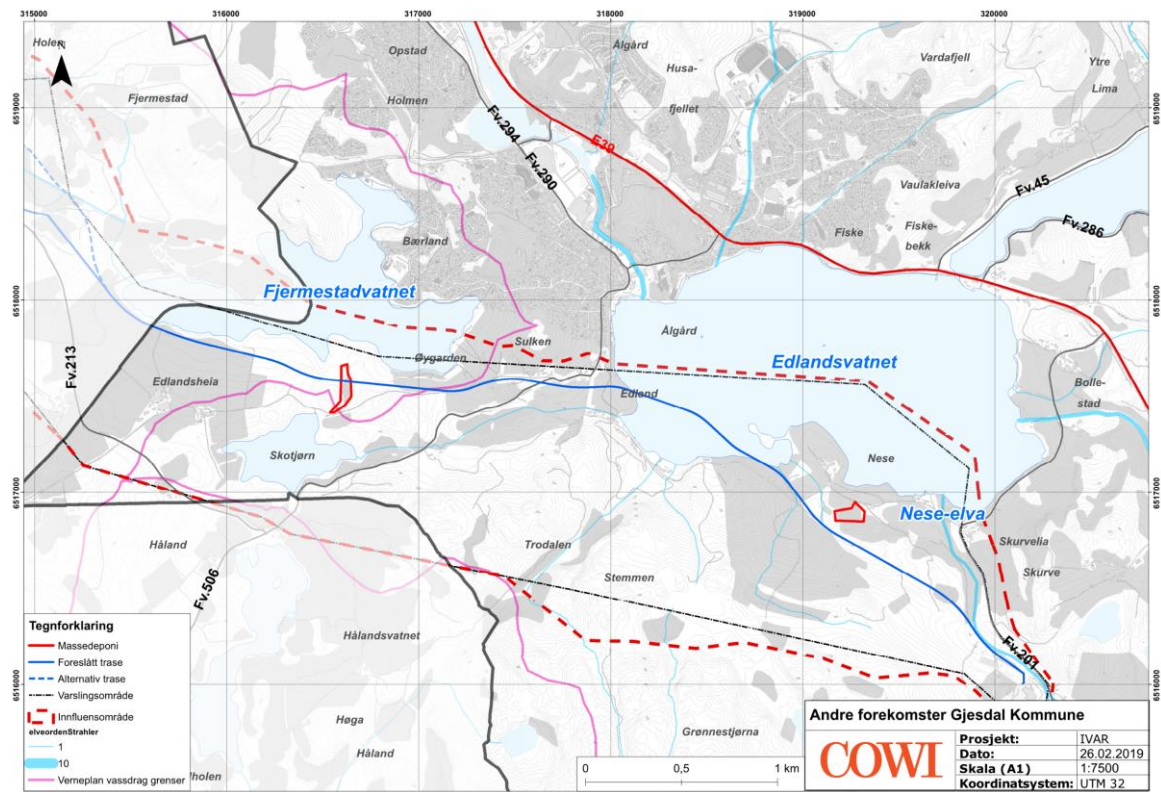 315000
316000
317000
318000
319000
320000
Holen
N
Fjermestad
Opstad
Holmen
Ålgård
Husa-
fjellet
Vardafjell
Ytre
Lima
6519000
6519000
Fv.294
E39
Fv.290
Fv.45
Vaulakleiva
Fv.286
Bærland
Fiske
Fiske-
bekk
Fjermestadvatnet
6518000
6518000
Ålgård
Sulken
Øygarden
Edlandsvatnet
Fv.213
Edlandsheia
Edland
Bolle-
stad
Skotjørn
Nese
6517000
6517000
Nese-elva
Håland
Trodalen
Skurvelia
Skurve
Stemmen
Fv.506
Hålandsvatnet
Fv.201
6516000
6516000
Høga
Håland
Grønnestjørna
holen
Tegnforklaring
Massedeponi
Foreslått trase
Alternativ trase
Varslingsområde
Innfluensområde
elveordenStrahler
1
10
Verneplan vassdrag grenser
0
0,5
1 km
Andre forekomster Gjesdal Kommune
COWI
Prosjekt: IVAR
Dato: 26.02.2019
Skala (A1) 1:7500
Koordinatsystem: UTM 32